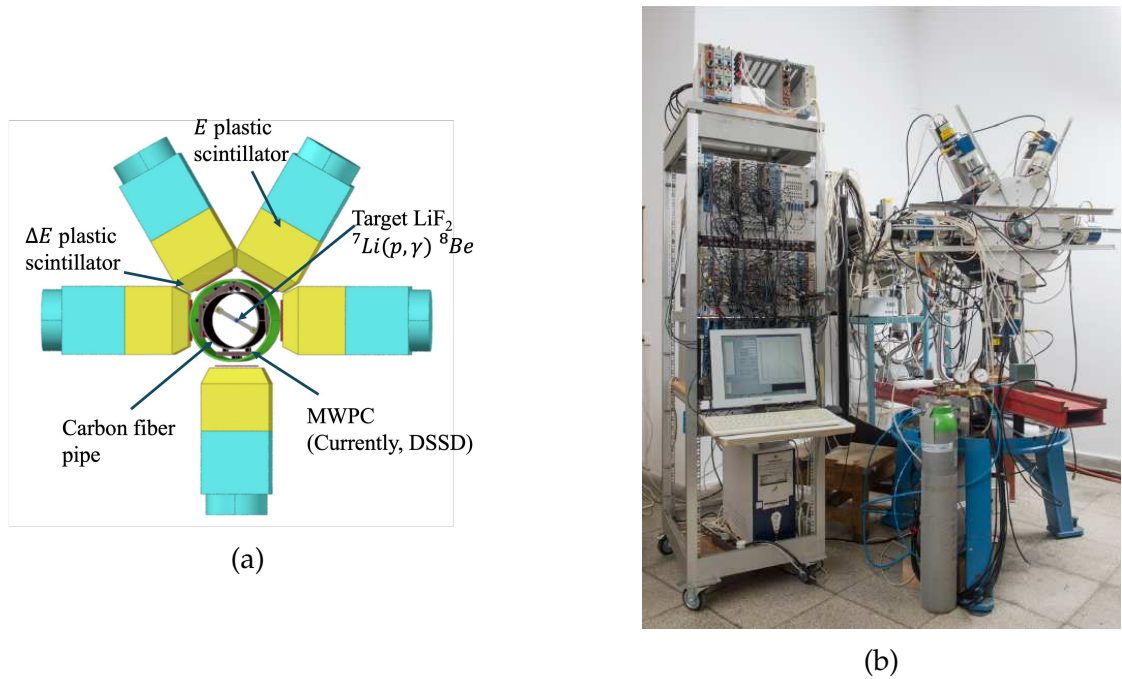 E plastic
scintillator
Target LiF₂
⁷Li(p, γ) ⁸Be
ΔE plastic
scintillator
Carbon fiber
pipe
MWPC
(Currently, DSSD)
(a)
(b)